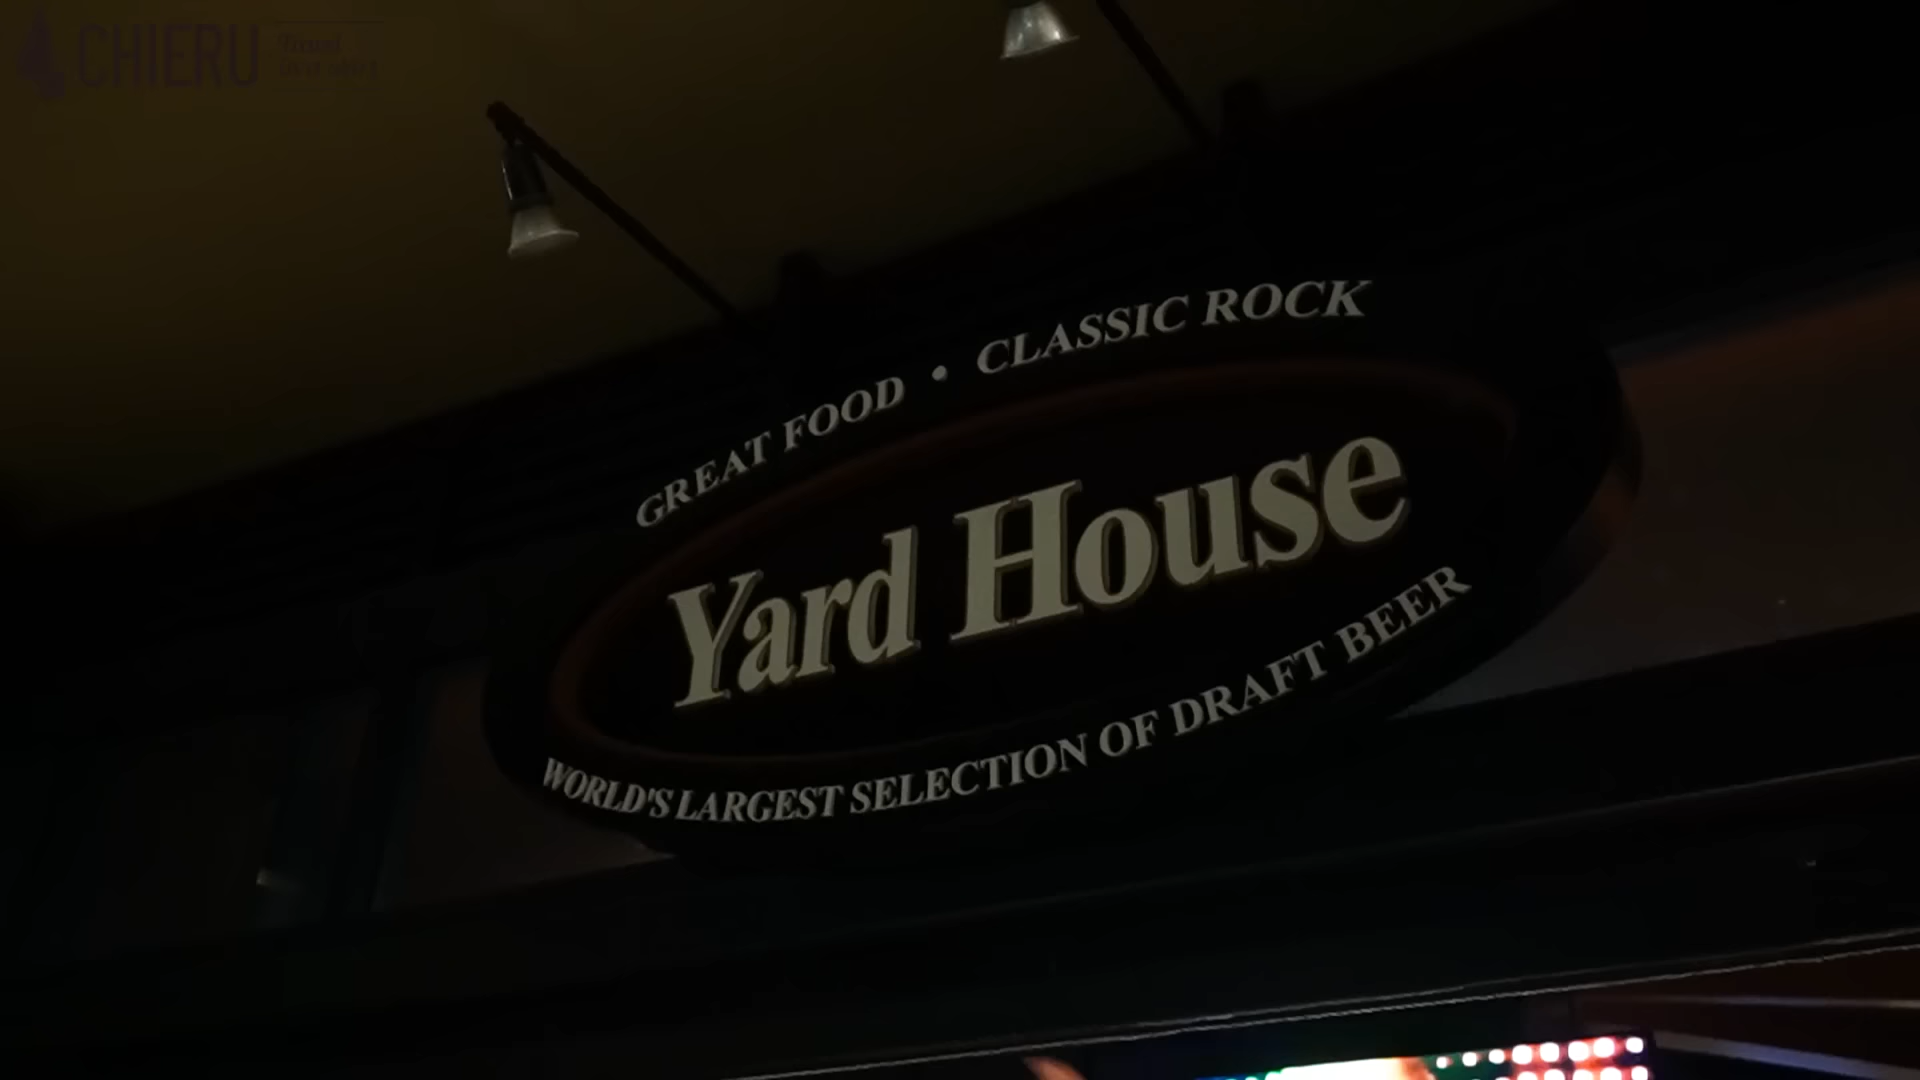 CHIERU
GREAT FOOD • CLASSIC ROCK
Yard House
WORLD'S LARGEST SELECTION OF DRAFT BEER